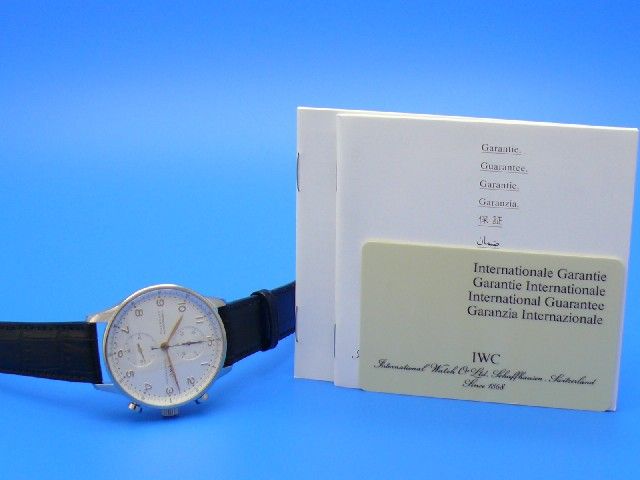 Garantie.
Guarantee.
Garantie.
Garanzia.
保証
ضمان
Internationale Garantie
Garantie Internationale
International Guarantee
Garanzia Internazionale
IWC
International Watch Co Ltd. Schaffhausen, Switzerland
Since 1868